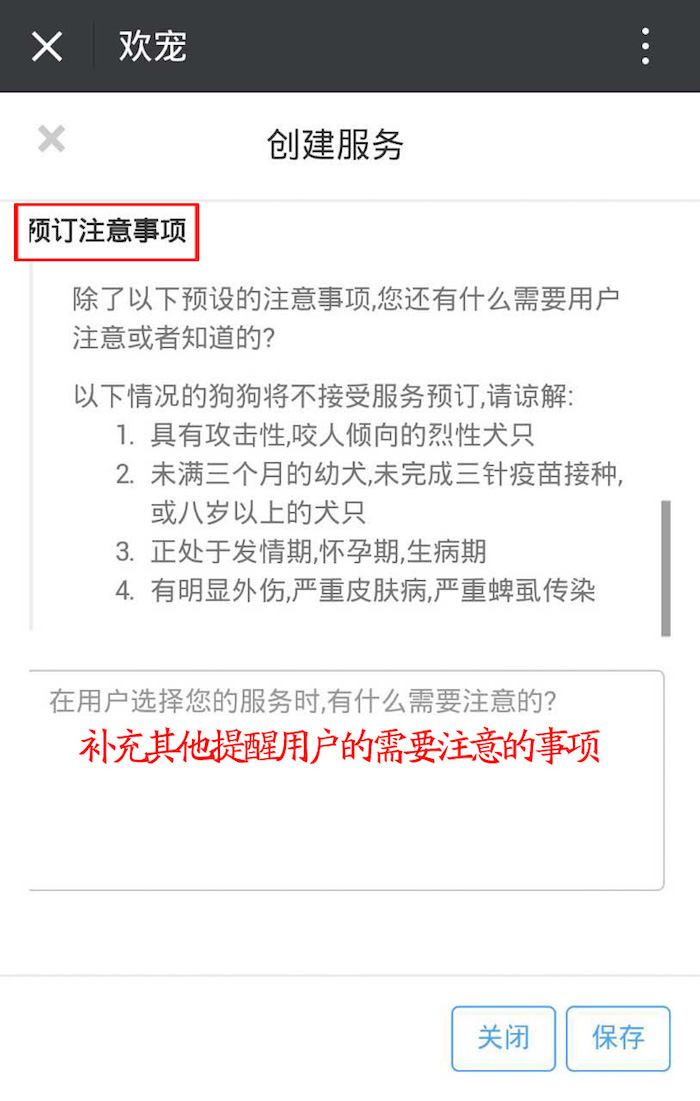 欢宠
创建服务
预订注意事项
除了以下预设的注意事项,您还有什么需要用户
注意或者知道的?
以下情况的狗狗将不接受服务预订,请谅解:
1. 具有攻击性,咬人倾向的烈性犬只
2. 未满三个月的幼犬,未完成三针疫苗接种,
或八岁以上的犬只
3. 正处于发情期,怀孕期,生病期
4. 有明显外伤,严重皮肤病,严重蜱虱传染
在用户选择您的服务时,有什么需要注意的?
补充其他提醒用户的需要注意的事项
关闭
保存